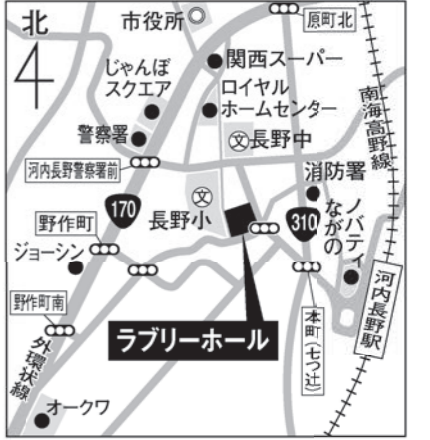 北
市役所
原町北
関西スーパー
じゃんぼ
スクエア
ロイヤル
ホームセンター
警察署
文長野中
南海高野線
河内長野警察署前
消防署
文
長野小
170
310
野作町
ノバティ
ながの
ジョーシン
河内長野駅
野作町南
ラブリーホール
本町(七つ辻)
外環状線
オークワ